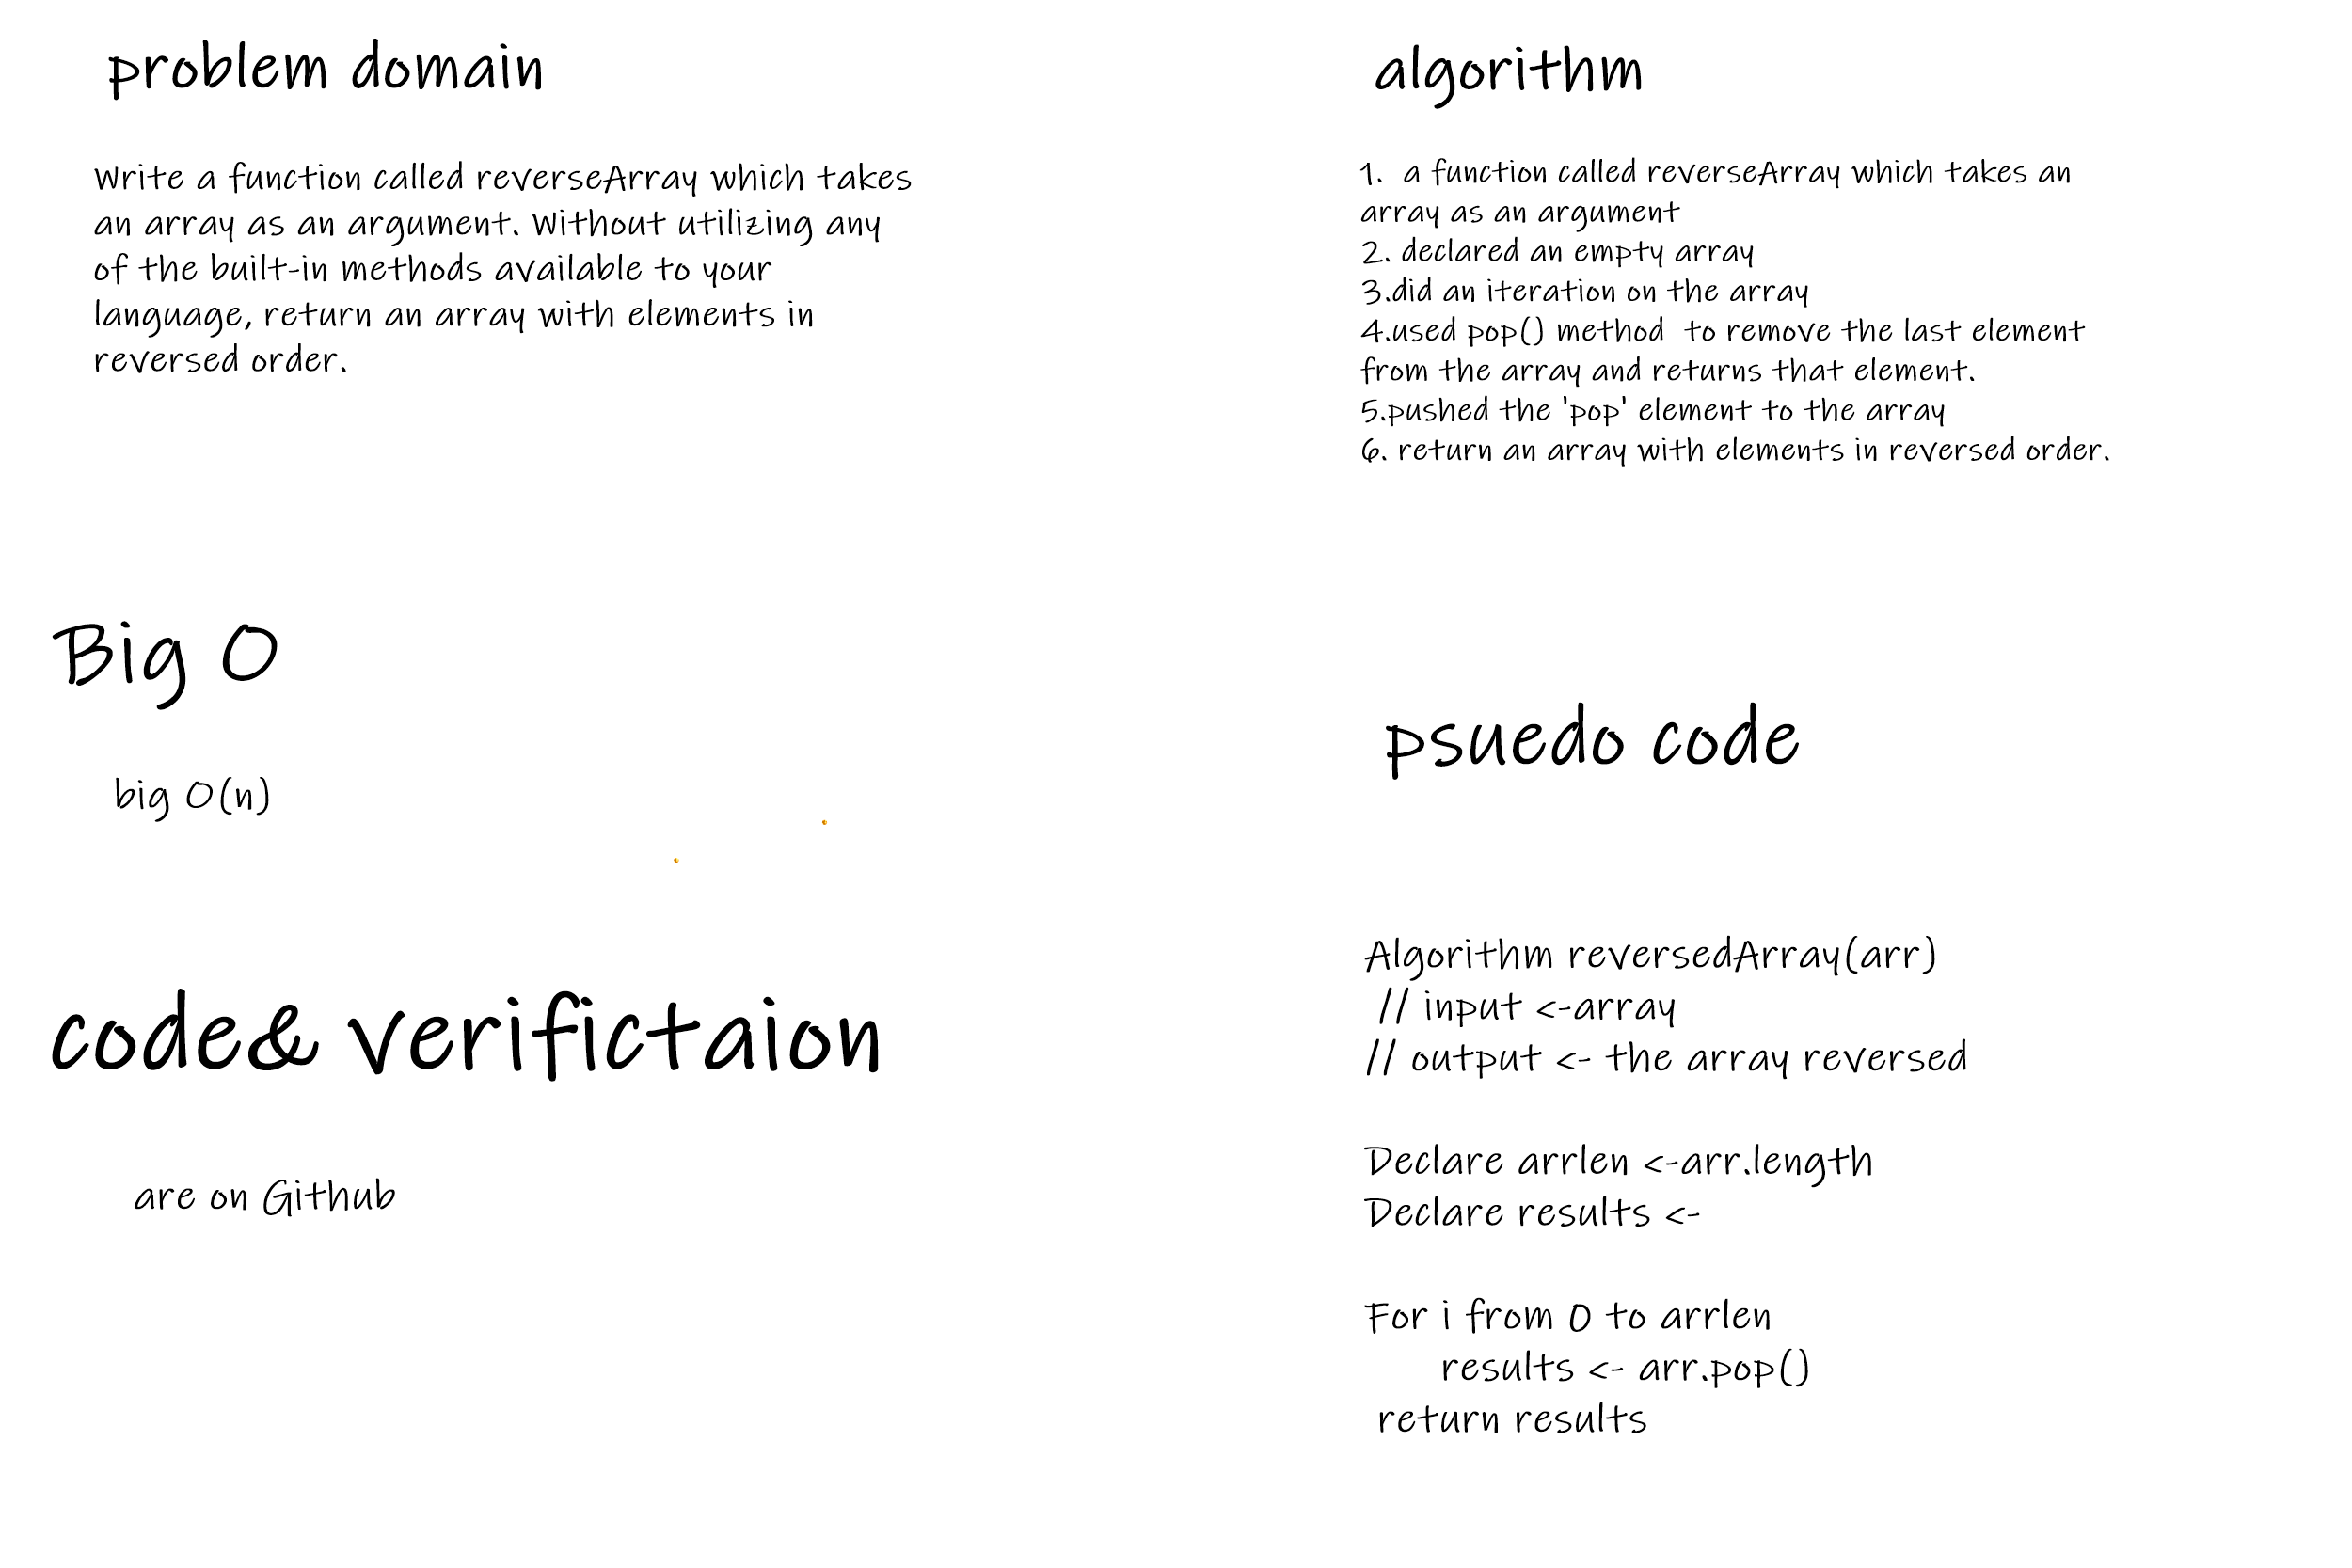 problem domain
Write a function called reverseArray which takes
an array as an argument. Without utilizing any
of the built-in methods available to your
language, return an array with elements in
reversed order.
algorithm
1.  a function called reverseArray which takes an
array as an argument
2. declared an empty array
3.did an iteration on the array
4.used pop() method  to remove the last element
from the array and returns that element.
5.pushed the 'pop' element to the array
6. return an array with elements in reversed order.
Big O
big O(n)
code& verifictaion
are on Github
psuedo code
Algorithm reversedArray(arr)
// input <-array
// output <- the array reversed
Declare arrlen <-arr.length
Declare results <-
For i from 0 to arrlen
results <- arr.pop()
return results